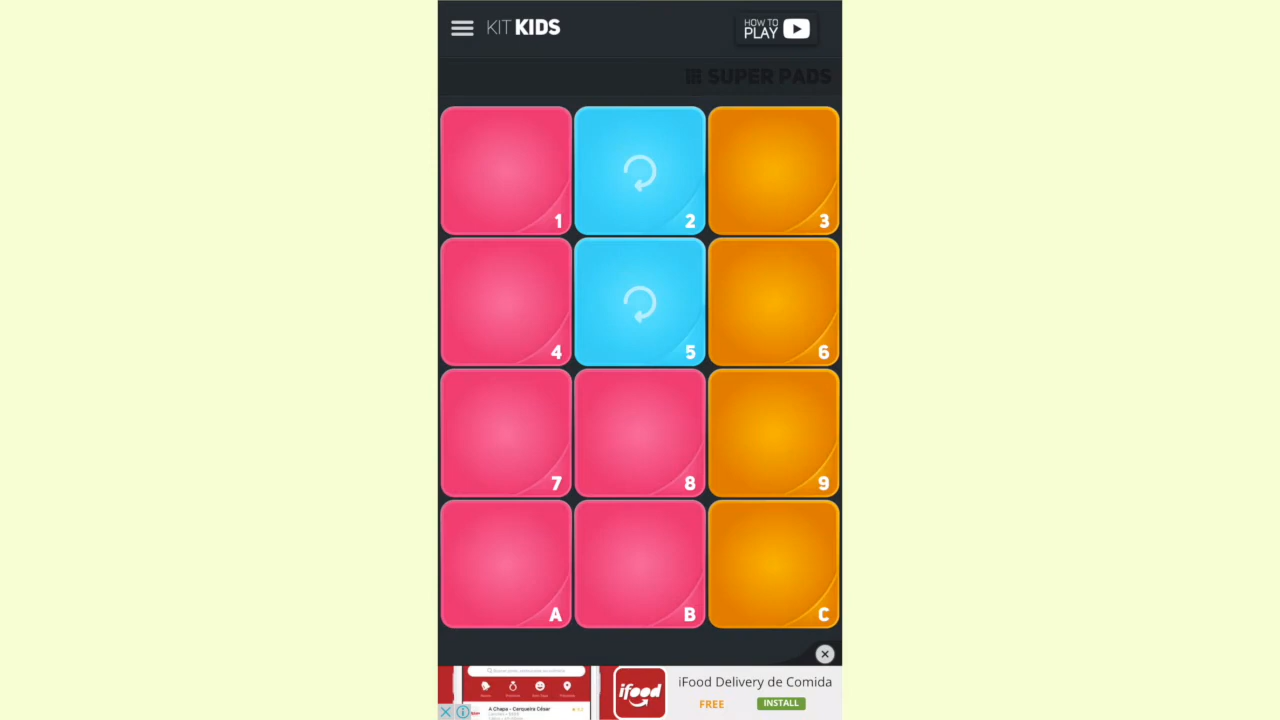 KIT KIDS
HOW TO
PLAY
SUPER PADS
1
2
3
4
5
6
7
8
9
A
B
C
A Chapa - Cerqueira César
ifood
iFood Delivery de Comida
FREE
INSTALL